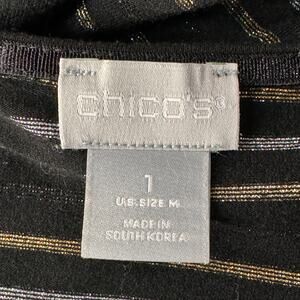 chico's®
1
U.S. SIZE M
MADE IN
SOUTH KOREA